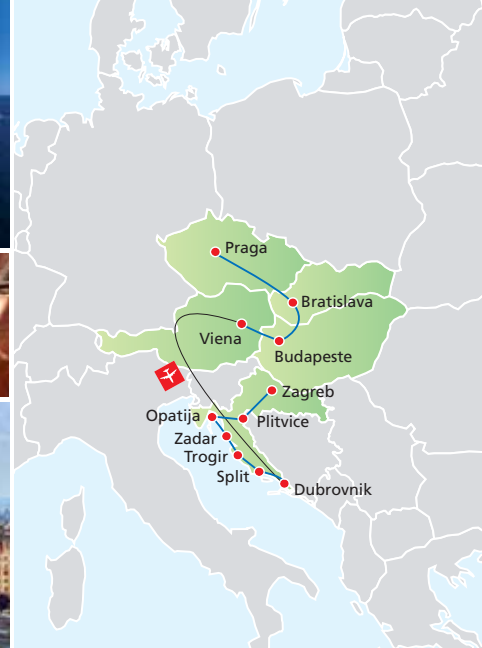 Praga
Bratislava
Viena
Budapeste
Zagreb
Opatija
Plitvice
Zadar
Trogir
Split
Dubrovnik